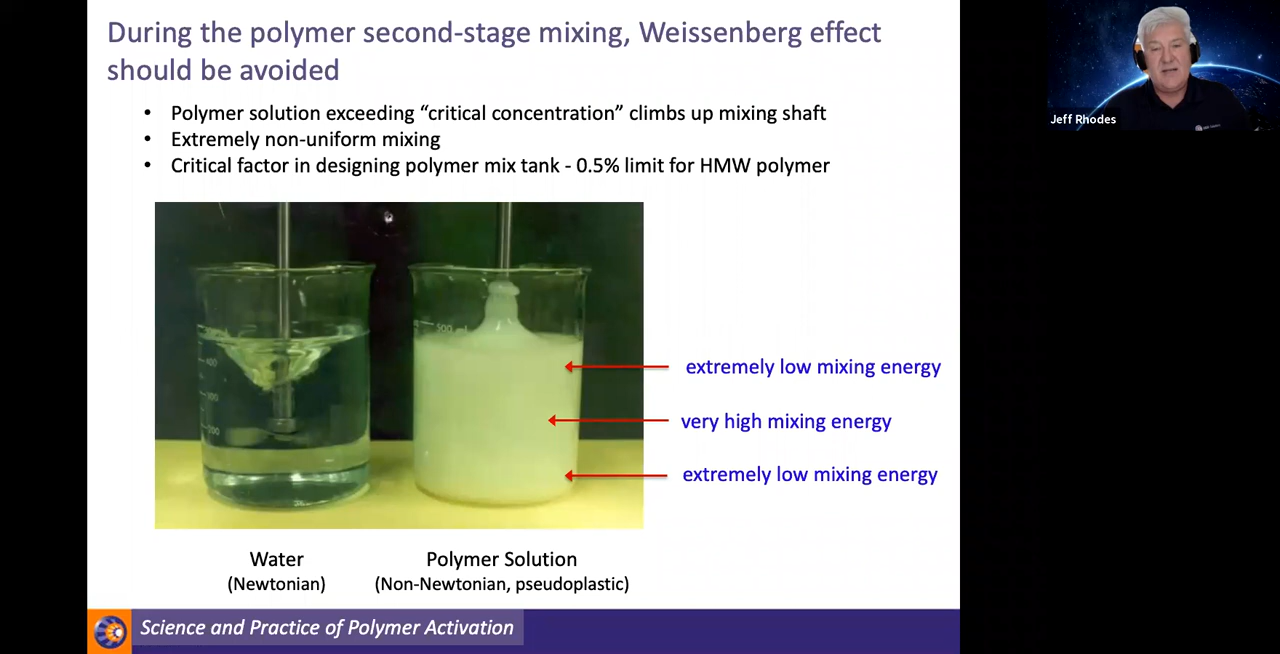 During the polymer second-stage mixing, Weissenberg effect
should be avoided
• Polymer solution exceeding “critical concentration” climbs up mixing shaft
• Extremely non-uniform mixing
• Critical factor in designing polymer mix tank - 0.5% limit for HMW polymer
Jeff Rhodes
500 ml
400
extremely low mixing energy
very high mixing energy
extremely low mixing energy
Water
(Newtonian)
Polymer Solution
(Non-Newtonian, pseudoplastic)
Science and Practice of Polymer Activation